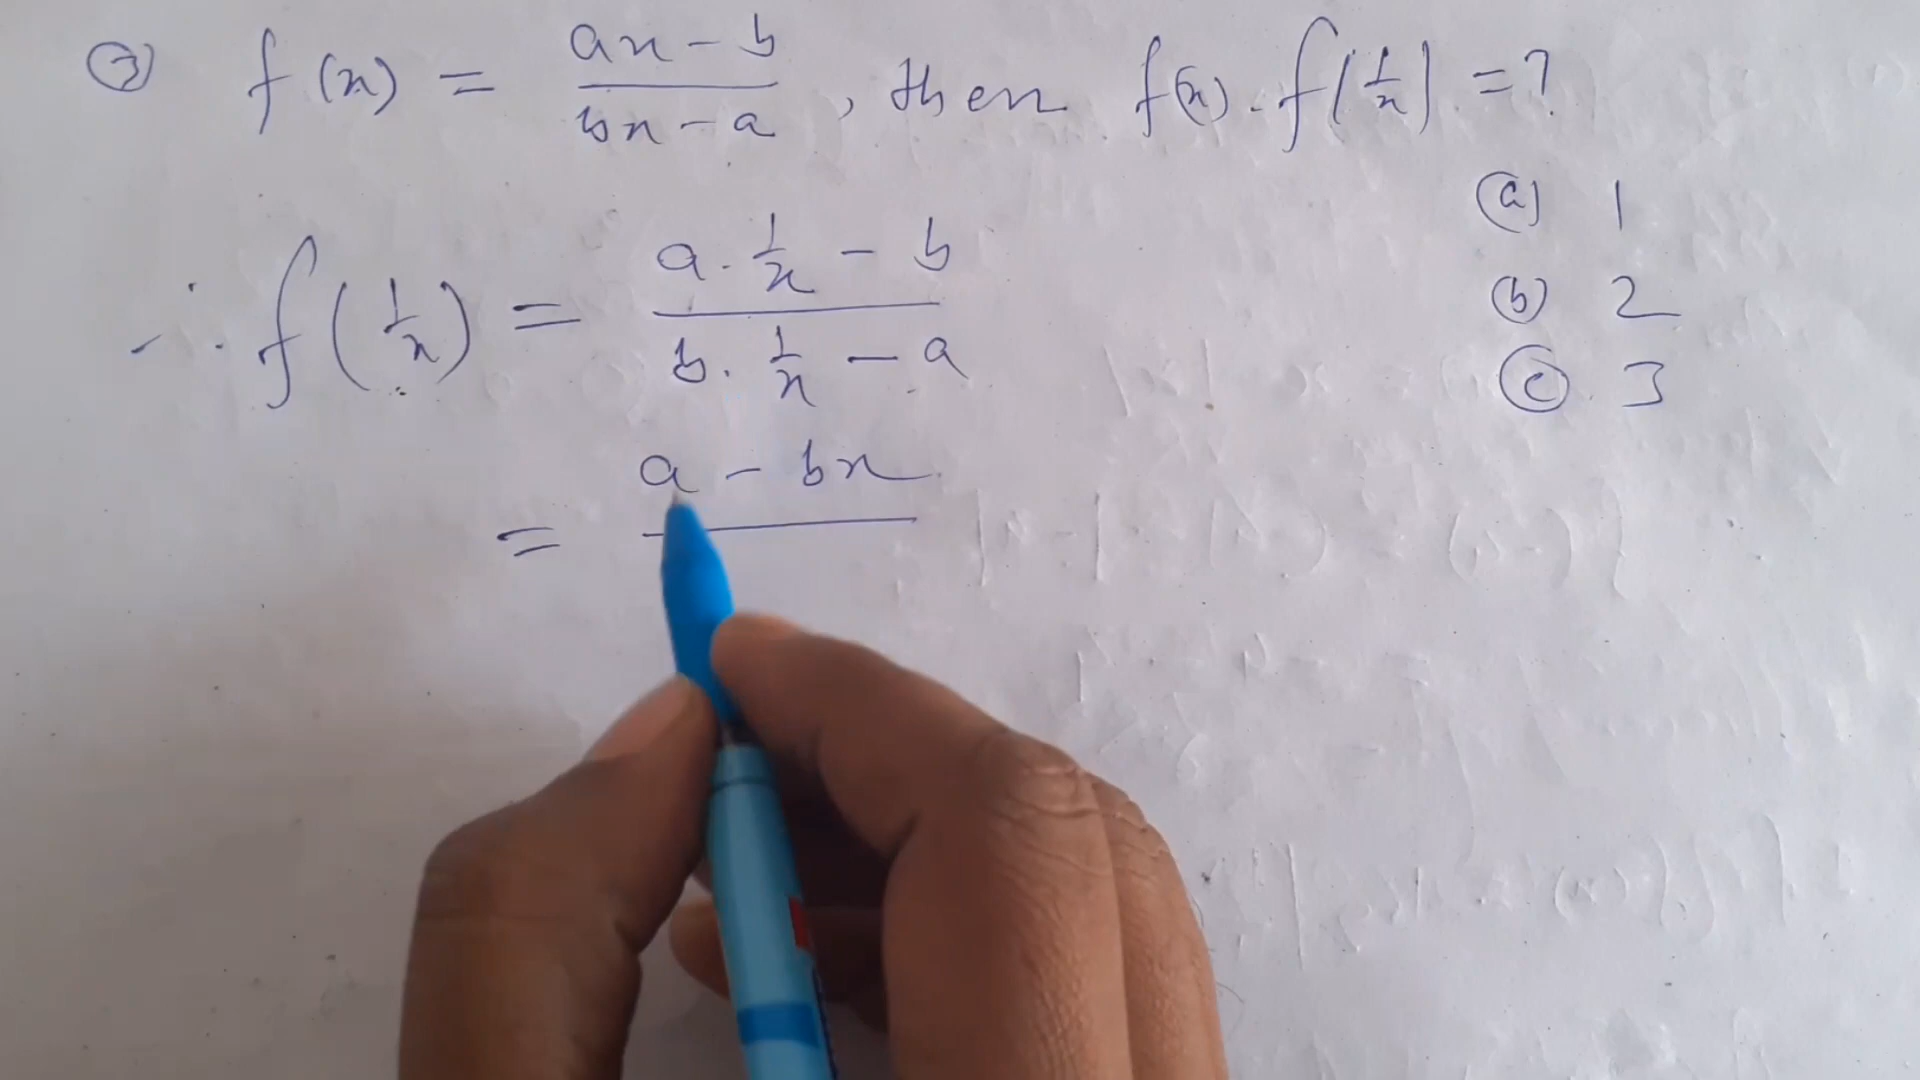 ③ f(x) = (ax - b)/(bx - a), then f(x) . f(1/x) = ?
(a) 1
∴ f(1/x) = (a . 1/x - b)/(b . 1/x - a)
(b) 2
(c) 3
= a - bx